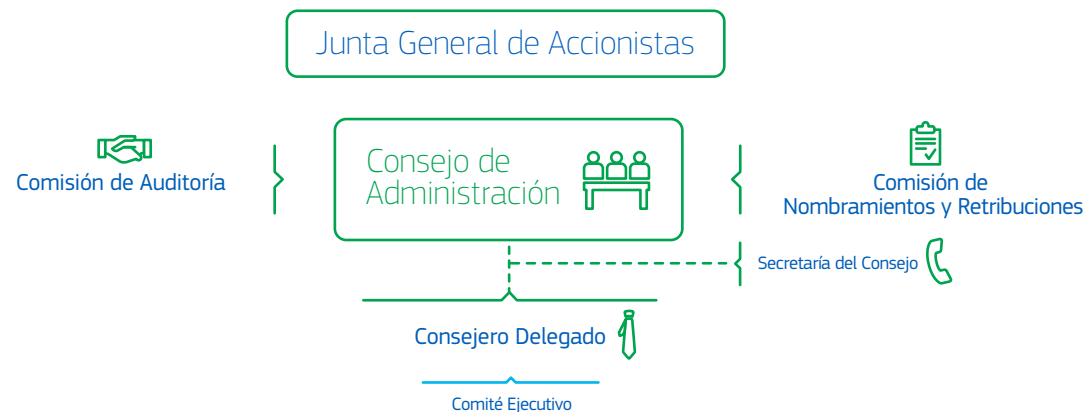 Junta General de Accionistas
Comisión de Auditoría
Consejo de
Administración
Comisión de
Nombramientos y Retribuciones
Secretaría del Consejo
Consejero Delegado
Comité Ejecutivo